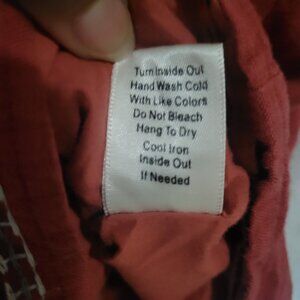 Turn Inside Out
Hand Wash Cold
With Like Colors
Do Not Bleach
Hang To Dry
Cool Iron
Inside Out
If Needed